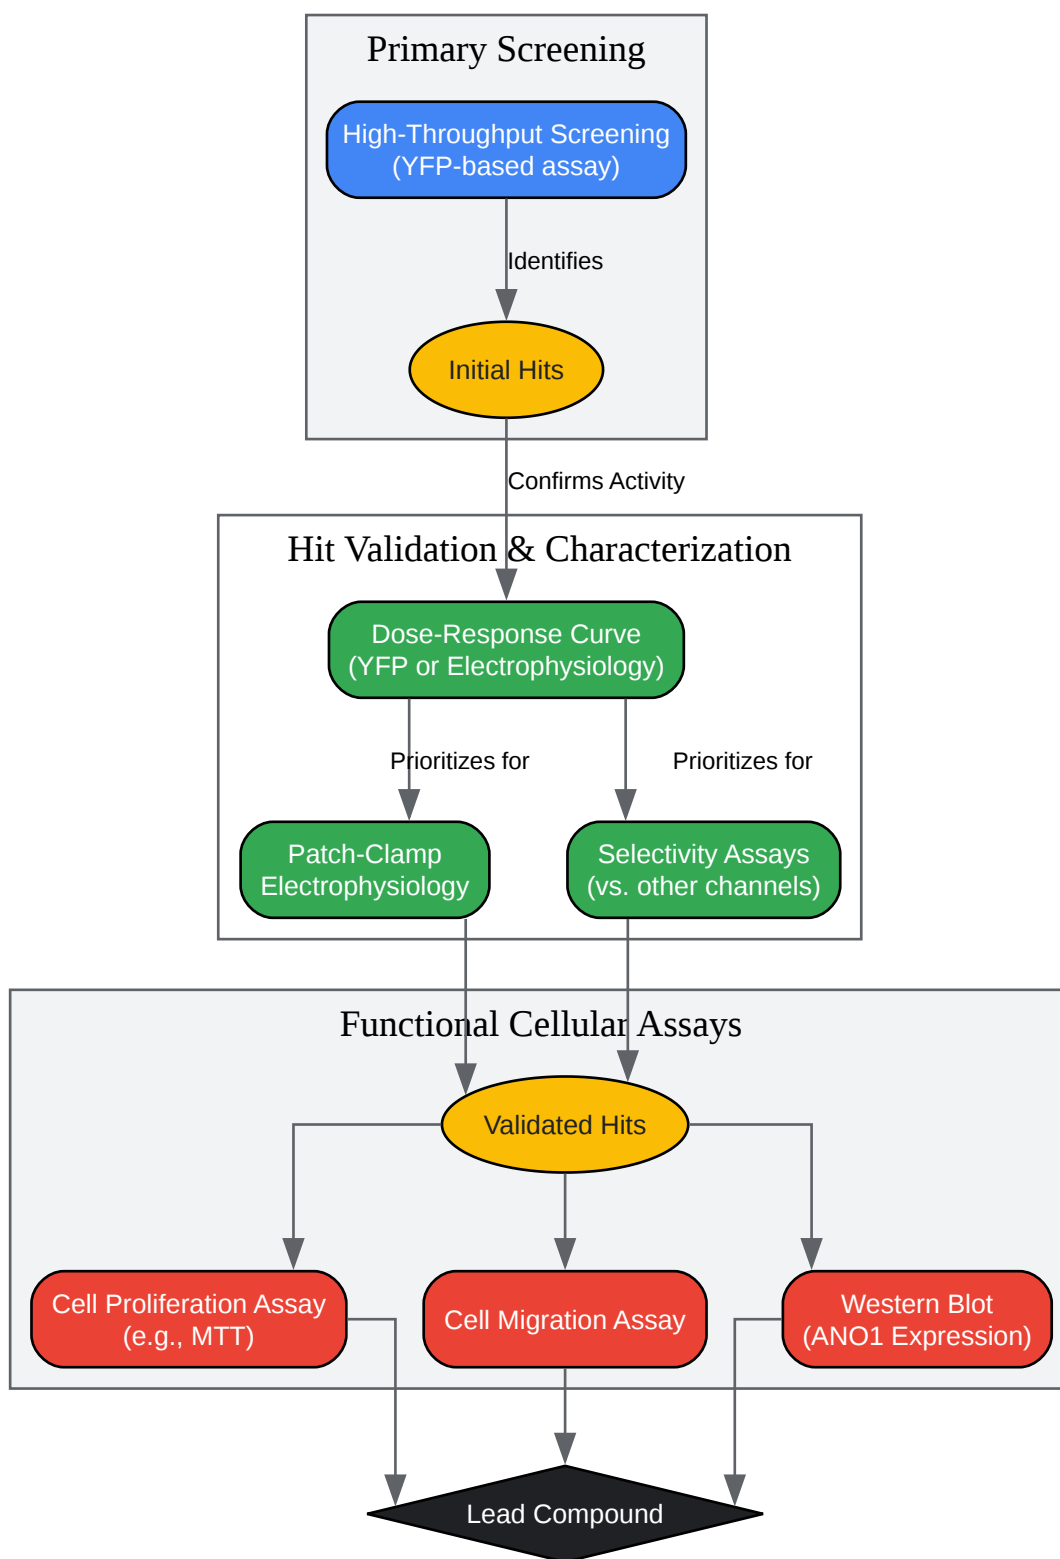 Primary Screening
High-Throughput Screening
(YFP-based assay)
Identifies
Initial Hits
Confirms Activity
Hit Validation & Characterization
Dose-Response Curve
(YFP or Electrophysiology)
Prioritizes for
Prioritizes for
Patch-Clamp
Electrophysiology
Selectivity Assays
(vs. other channels)
Functional Cellular Assays
Validated Hits
Cell Proliferation Assay
(e.g., MTT)
Cell Migration Assay
Western Blot
(ANO1 Expression)
Lead Compound